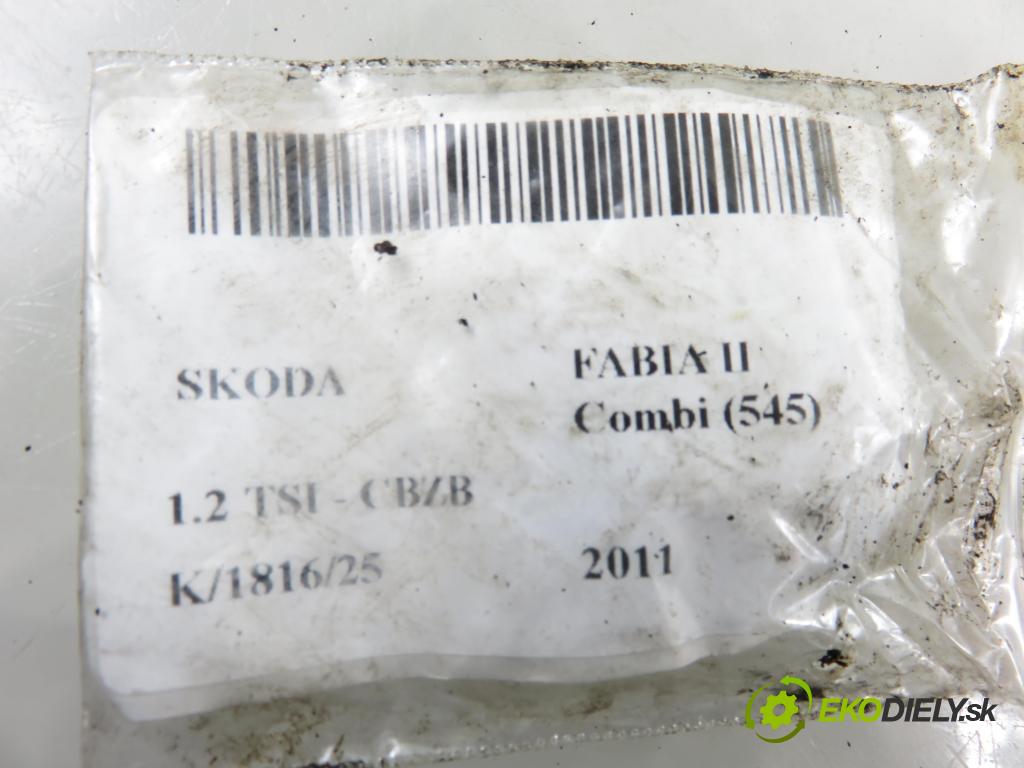 SKODA
FABIA II
Combi (545)
1.2 TSI - CBZB
K/1816/25
2011
EKODIELY.sk